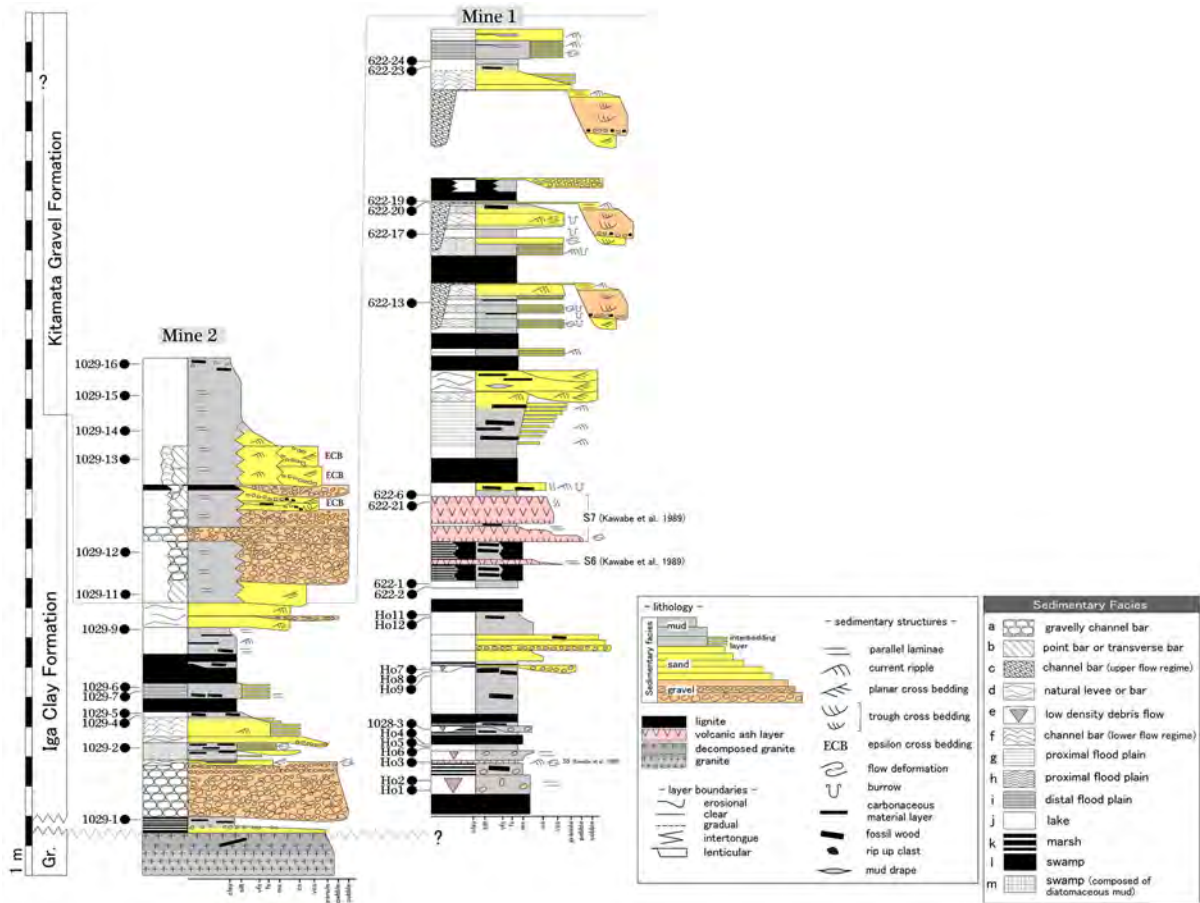 Mine 1
Mine 2
?
Kitamata Gravel Formation
Iga Clay Formation
Gr.
1 m
1029-16
1029-15
1029-14
1029-13
1029-12
1029-11
1029-9
1029-6
1029-7
1029-5
1029-4
1029-2
1029-1
ECB
ECB
ECB
622-24
622-23
622-19
622-20
622-17
622-13
622-6
622-21
S7 (Kawabe et al. 1989)
S6 (Kawabe et al. 1989)
622-1
622-2
Ho11
Ho12
Ho7
Ho8
Ho9
1028-3
Ho4
Ho5
Ho6
Ho3
Ho2
Ho1
?
- lithology -
Sedimentary facies
mud
interbedding
layer
sand
gravel
lignite
volcanic ash layer
decomposed granite
granite
- layer boundaries -
erosional
clear
gradual
intertongue
lenticular
- sedimentary structures -
parallel laminae
current ripple
planar cross bedding
trough cross bedding
ECB epsilon cross bedding
flow deformation
burrow
carbonaceous
material layer
fossil wood
rip up clast
mud drape
Sedimentary Facies
a gravelly channel bar
b point bar or transverse bar
c channel bar (upper flow regime)
d natural levee or bar
e low density debris flow
f channel bar (lower flow regime)
g proximal flood plain
h proximal flood plain
i distal flood plain
j lake
k marsh
l swamp
m swamp (composed of
diatomaceous mud)